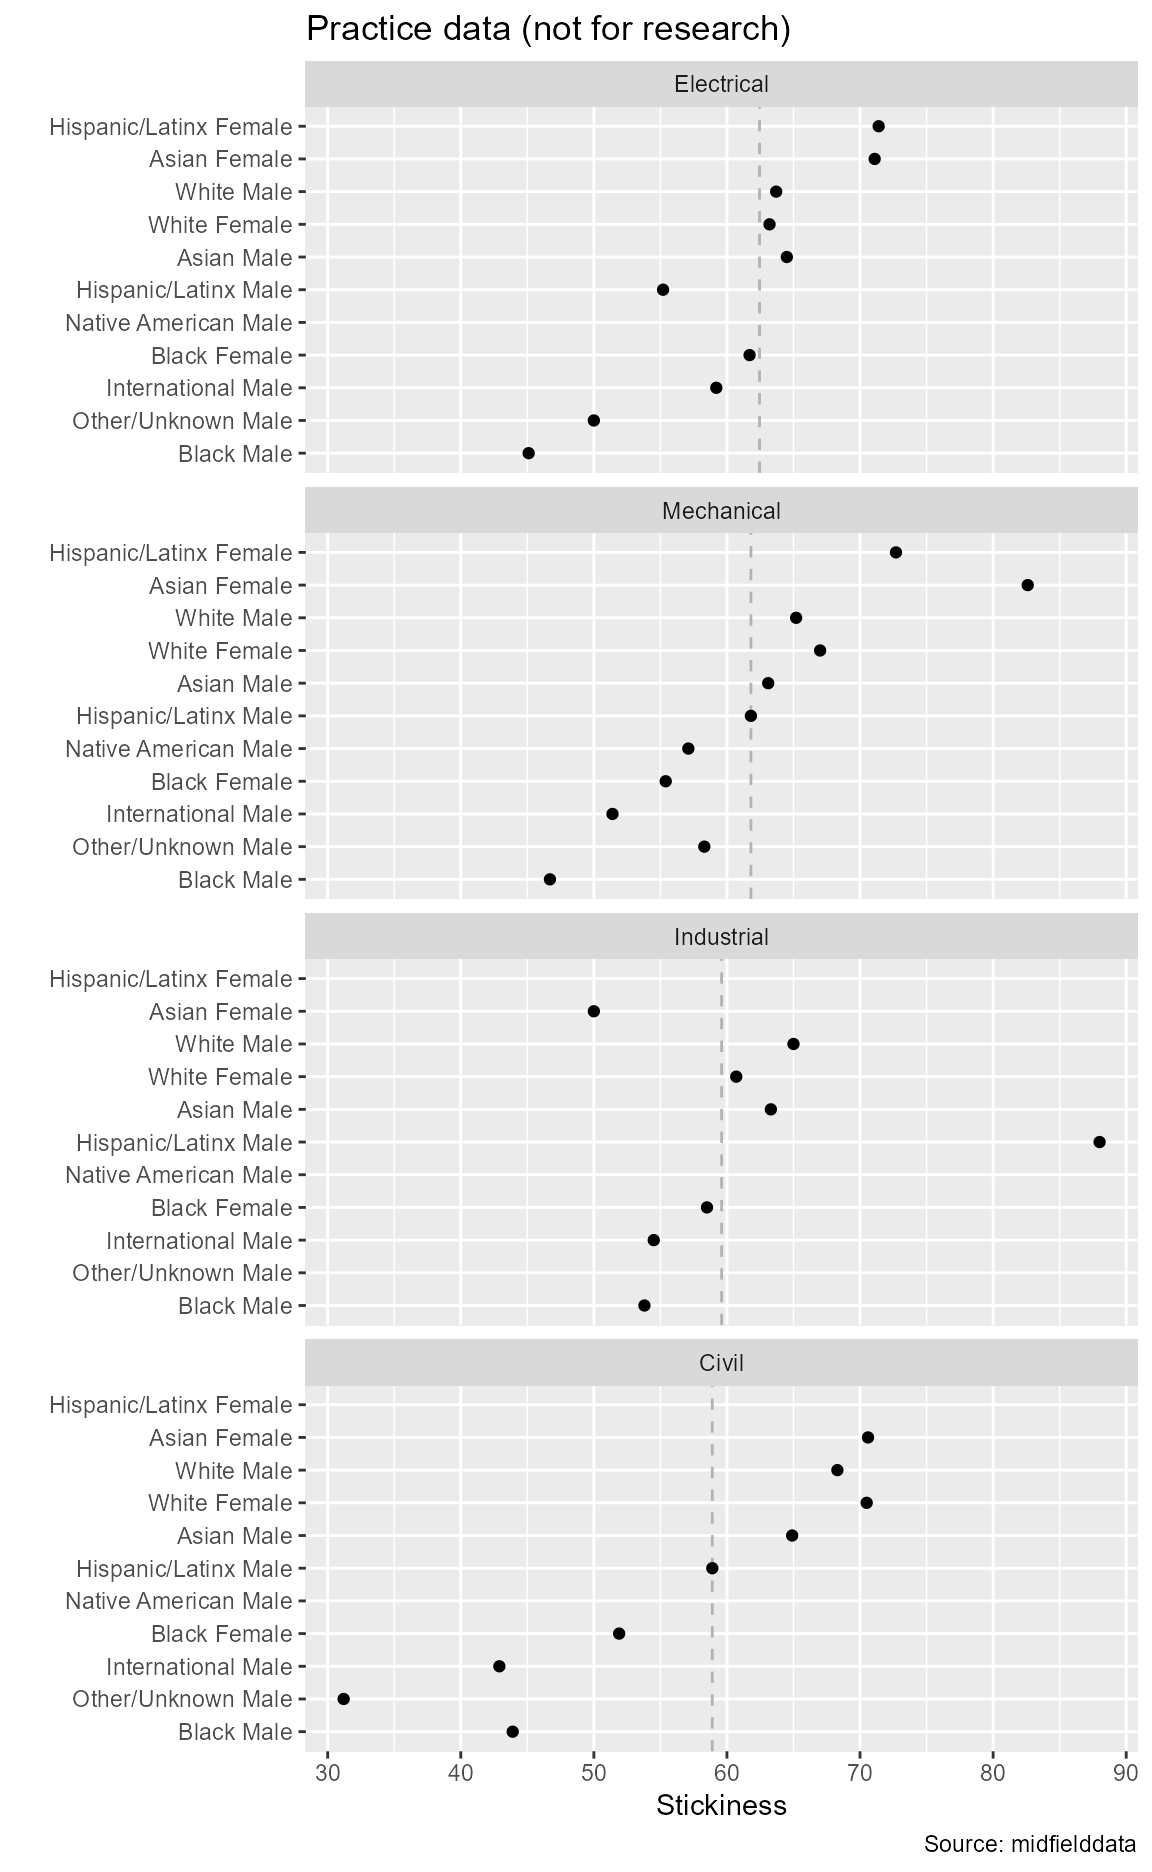 Practice data (not for research)
Electrical
Hispanic/Latinx Female
Asian Female
White Male
White Female
Asian Male
Hispanic/Latinx Male
Native American Male
Black Female
International Male
Other/Unknown Male
Black Male
Mechanical
Hispanic/Latinx Female
Asian Female
White Male
White Female
Asian Male
Hispanic/Latinx Male
Native American Male
Black Female
International Male
Other/Unknown Male
Black Male
Industrial
Hispanic/Latinx Female
Asian Female
White Male
White Female
Asian Male
Hispanic/Latinx Male
Native American Male
Black Female
International Male
Other/Unknown Male
Black Male
Civil
Hispanic/Latinx Female
Asian Female
White Male
White Female
Asian Male
Hispanic/Latinx Male
Native American Male
Black Female
International Male
Other/Unknown Male
Black Male
30 40 50 60 70 80 90
Stickiness
Source: midfielddata